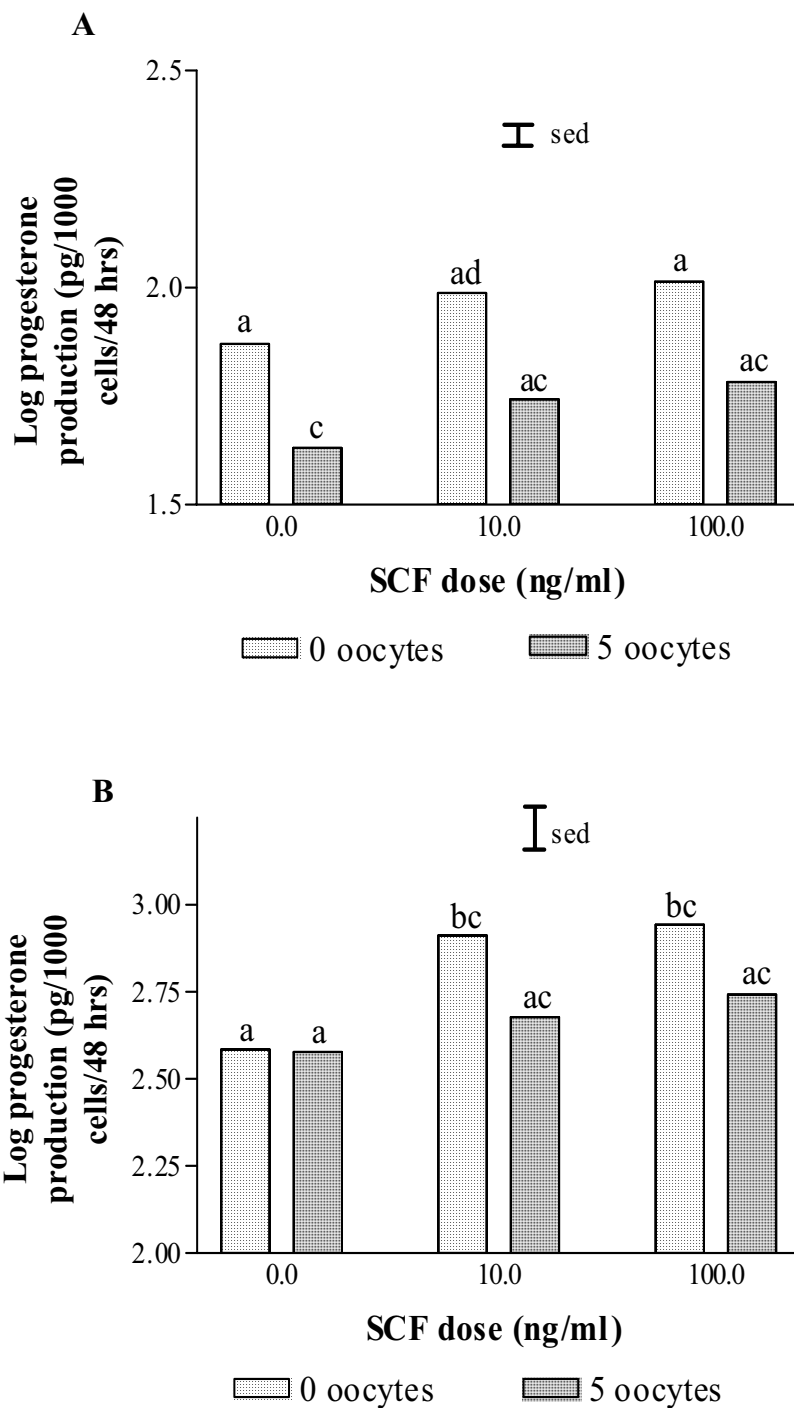 A
2.5
sed
Log progesterone
production (pg/1000
cells/48 hrs)
2.0
1.5
a
c
ad
ac
a
ac
0.0
10.0
100.0
SCF dose (ng/ml)
0 oocytes
5 oocytes
B
sed
Log progesterone
production (pg/1000
cells/48 hrs)
3.00
2.75
2.50
2.25
2.00
a
a
bc
ac
bc
ac
0.0
10.0
100.0
SCF dose (ng/ml)
0 oocytes
5 oocytes